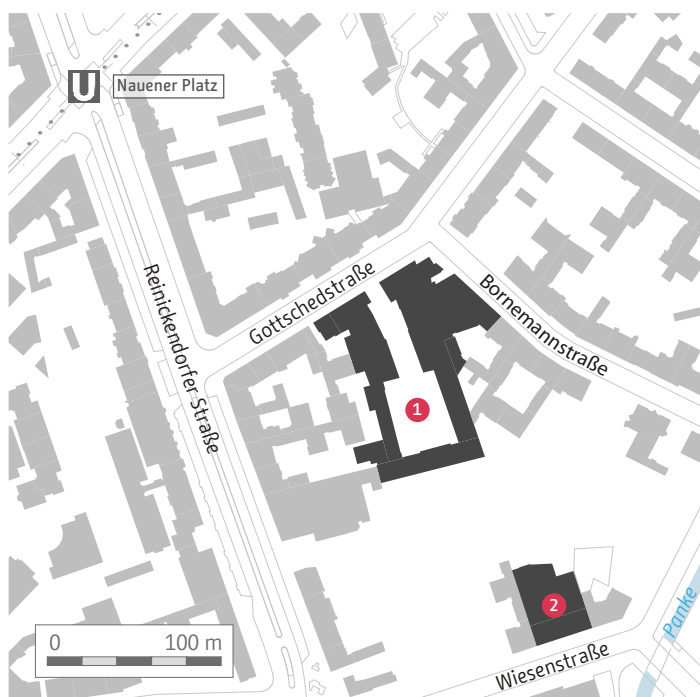 U
Nauener Platz
Reinickendorfer Straße
Gottschedstraße
Bornemannstraße
1
2
Panke
Wiesenstraße
0 100 m